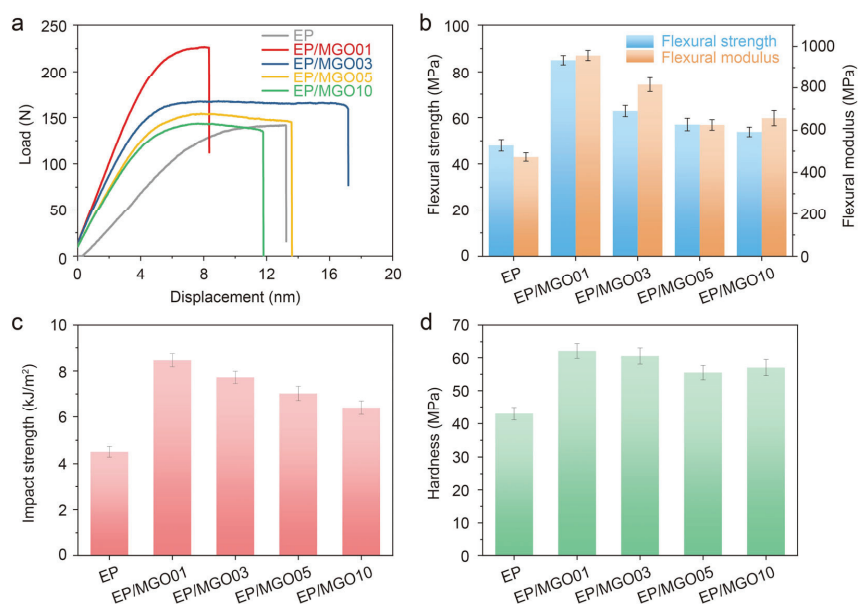 a
250
200
150
100
50
0
0 4 8 12 16 20
Load (N)
Displacement (nm)
EP
EP/MGO01
EP/MGO03
EP/MGO05
EP/MGO10
b
100
80
60
40
20
0
Flexural strength (MPa)
Flexural strength
Flexural modulus
1000
800
600
400
200
0
Flexural modulus (MPa)
EP
EP/MGO01
EP/MGO03
EP/MGO05
EP/MGO10
c
10
8
6
4
2
0
Impact strength (kJ/m²)
EP
EP/MGO01
EP/MGO03
EP/MGO05
EP/MGO10
d
70
60
50
40
30
20
10
0
Hardness (MPa)
EP
EP/MGO01
EP/MGO03
EP/MGO05
EP/MGO10